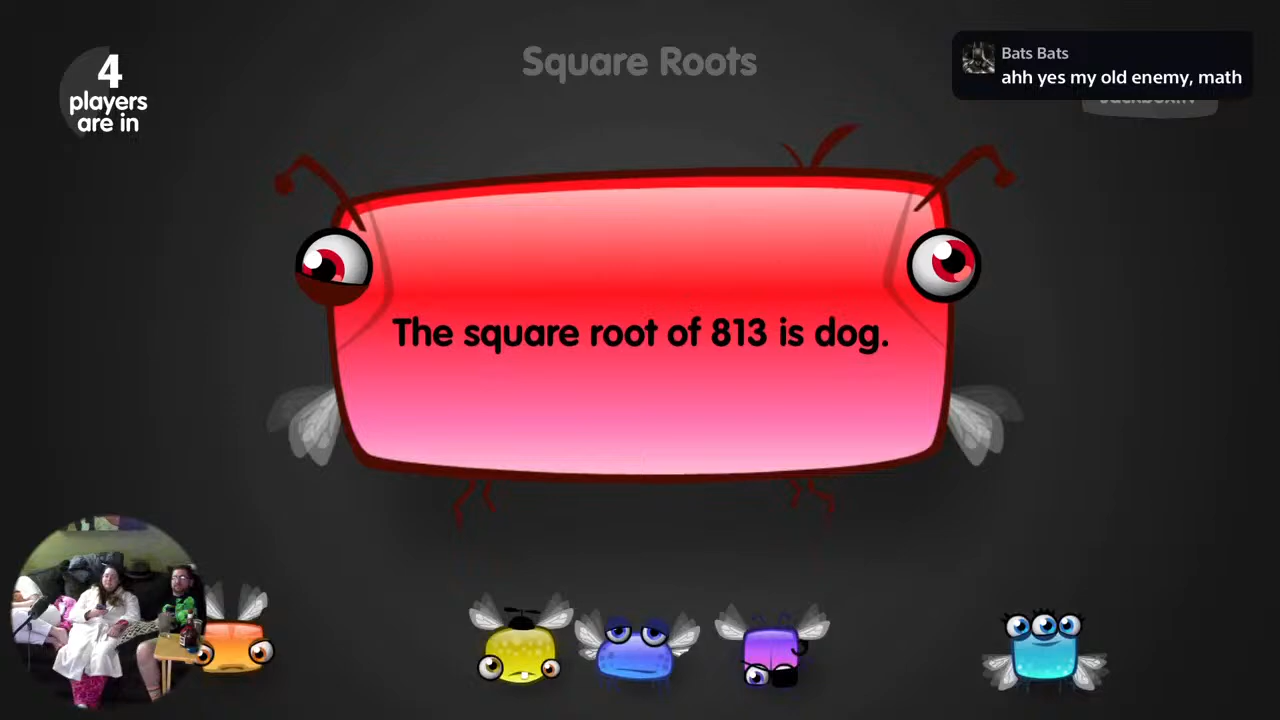 4
players
are in
Square Roots
Bats Bats
ahh yes my old enemy, math
The square root of 813 is dog.